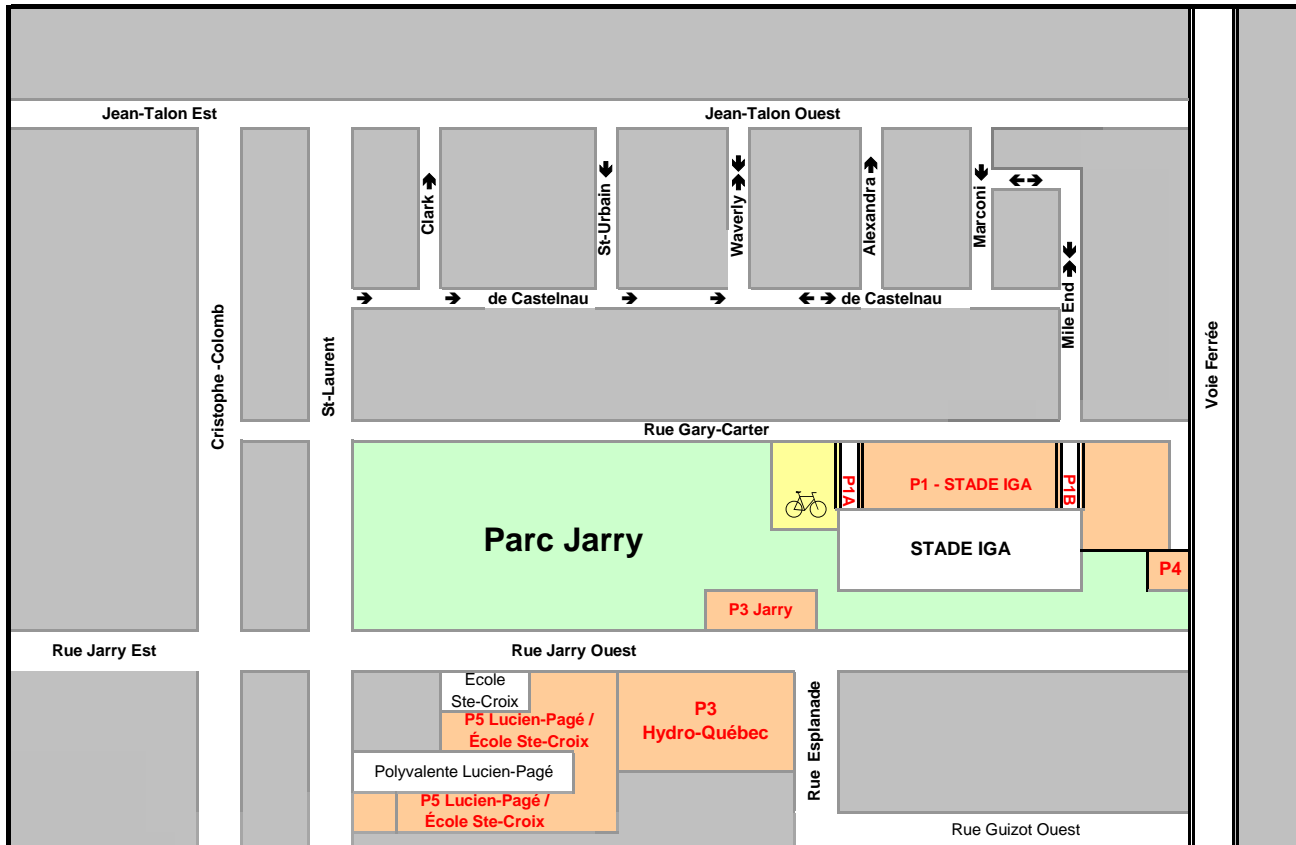 Jean-Talon Est
Jean-Talon Ouest
Clark
St-Urbain
Waverly
Alexandra
Marconi
de Castelnau
de Castelnau
Mile End
Cristophe -Colomb
St-Laurent
Voie Ferrée
Rue Gary-Carter
P1A
P1 - STADE IGA
P1B
Parc Jarry
STADE IGA
P4
P3 Jarry
Rue Jarry Est
Rue Jarry Ouest
Ecole
Ste-Croix
P5 Lucien-Pagé /
École Ste-Croix
P3
Hydro-Québec
Rue Esplanade
Polyvalente Lucien-Pagé
P5 Lucien-Pagé /
École Ste-Croix
Rue Guizot Ouest